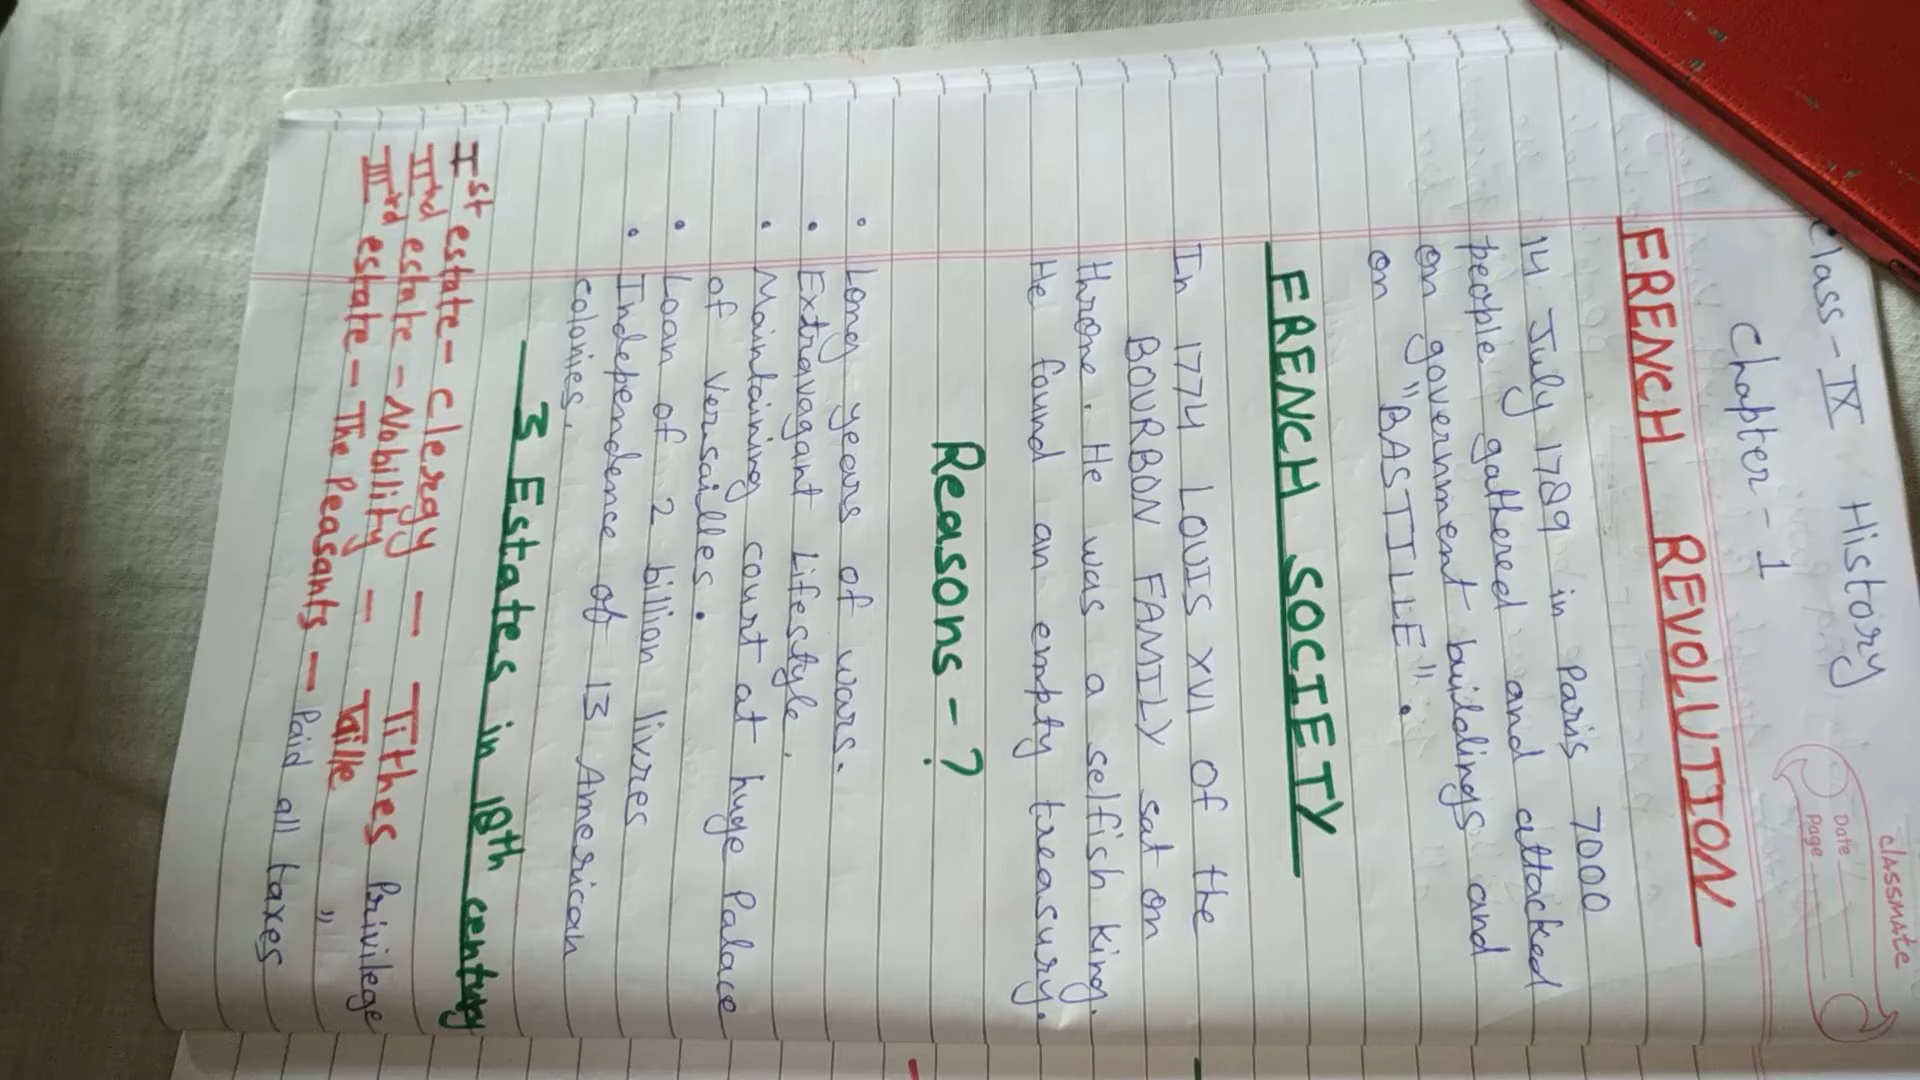 classmate
Date
Page
Class-IX History
Chapter-1
FRENCH REVOLUTION
14 July 1789 in Paris 7000
people gathered and attacked
on government buildings and
on "BASTILLE".
FRENCH SOCIETY
In 1774 LOUIS XVI Of the
BOURBON FAMILY sat on
throne. He was a selfish king.
He found an empty treasury.
Reasons-?
• Long years of wars.
• Extravagant Lifestyle.
• Maintaining court at huge Palace
of Versailles.
• Loan of 2 billion livres
• Independence of 13 American
colonies.
3 Estates in 18th century
Ist estate- Clergy — Tithes Privilege
IInd estate - Nobility — Taille "
IIIrd estate - The Peasants — Paid all taxes